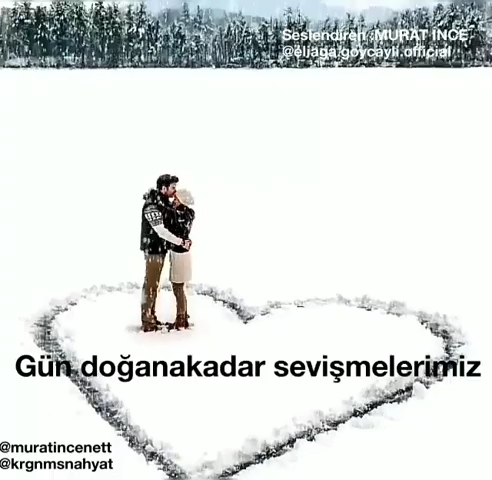 Seslendiren :MURAT İNCE
@eliaga.goycayli.official
Gün doğanakadar sevişmelerimiz
@muratincenett
@krgnmsnahyat